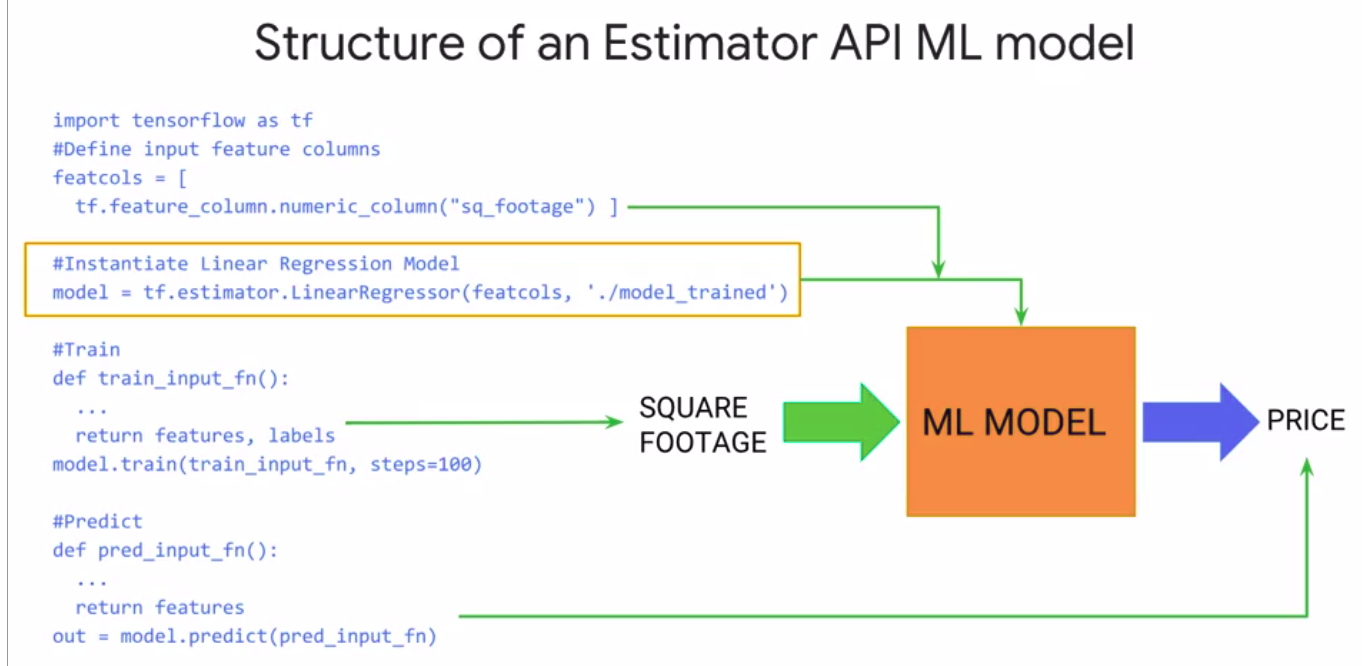 Structure of an Estimator API ML model
import tensorflow as tf
#Define input feature columns
featcols = [
  tf.feature_column.numeric_column("sq_footage") ]
#Instantiate Linear Regression Model
model = tf.estimator.LinearRegressor(featcols, './model_trained')
#Train
def train_input_fn():
  ...
  return features, labels
model.train(train_input_fn, steps=100)
#Predict
def pred_input_fn():
  ...
  return features
out = model.predict(pred_input_fn)
SQUARE
FOOTAGE
ML MODEL
PRICE